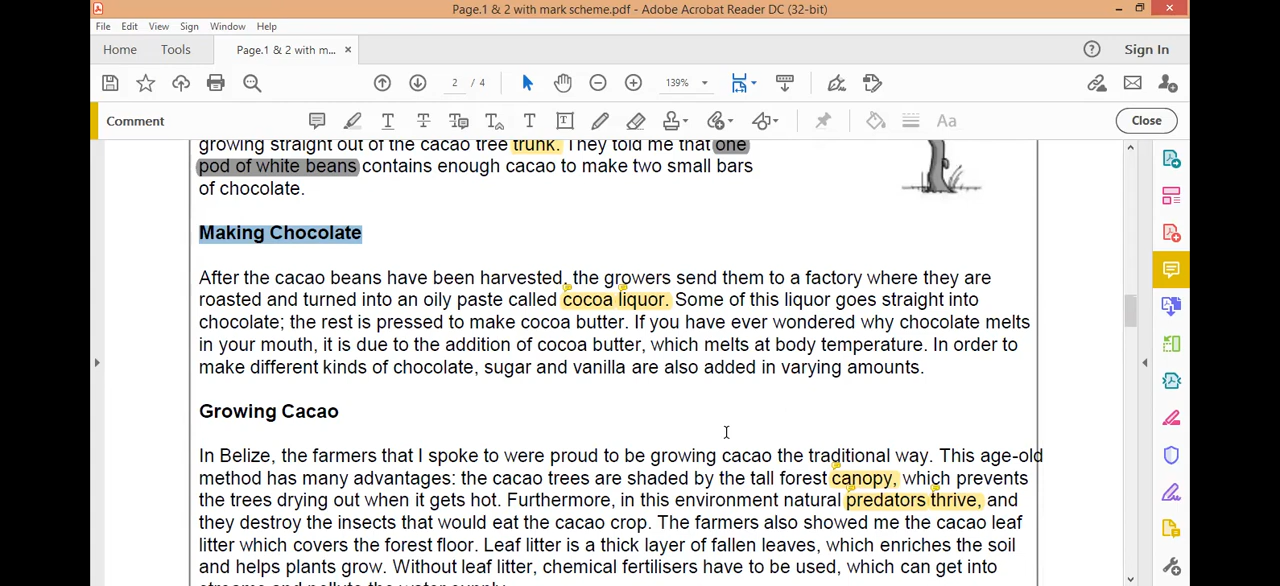 Page.1 & 2 with mark scheme.pdf - Adobe Acrobat Reader DC (32-bit)
File Edit View Sign Window Help
Home Tools Page.1 & 2 with m... × Sign In
2 / 4 139%
Comment Close
growing straight out of the cacao tree trunk. They told me that one
pod of white beans contains enough cacao to make two small bars
of chocolate.
Making Chocolate
After the cacao beans have been harvested, the growers send them to a factory where they are
roasted and turned into an oily paste called cocoa liquor. Some of this liquor goes straight into
chocolate; the rest is pressed to make cocoa butter. If you have ever wondered why chocolate melts
in your mouth, it is due to the addition of cocoa butter, which melts at body temperature. In order to
make different kinds of chocolate, sugar and vanilla are also added in varying amounts.
Growing Cacao
In Belize, the farmers that I spoke to were proud to be growing cacao the traditional way. This age-old
method has many advantages: the cacao trees are shaded by the tall forest canopy, which prevents
the trees drying out when it gets hot. Furthermore, in this environment natural predators thrive, and
they destroy the insects that would eat the cacao crop. The farmers also showed me the cacao leaf
litter which covers the forest floor. Leaf litter is a thick layer of fallen leaves, which enriches the soil
and helps plants grow. Without leaf litter, chemical fertilisers have to be used, which can get into
streams and pollute the water supply.